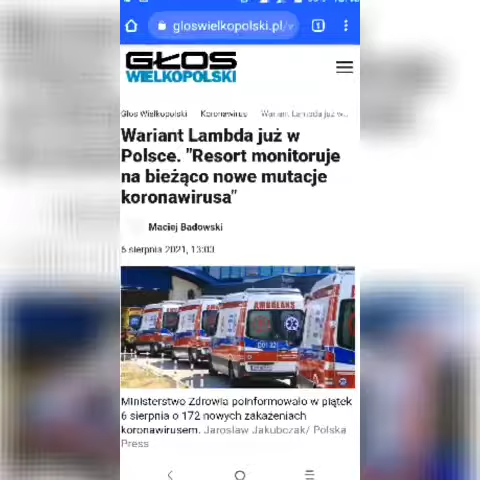 gloswielkopolski.pl/
GŁOS
WIELKOPOLSKI
Głos Wielkopolski Koronawirus Wariant Lambda już w...
Wariant Lambda już w
Polsce. "Resort monitoruje
na bieżąco nowe mutacje
koronawirusa"
Maciej Badowski
6 sierpnia 2021, 13:03
AMBULANS
Ministerstwo Zdrowia poinformowało w piątek
6 sierpnia o 172 nowych zakażeniach
koronawirusem. Jarosław Jakubczak/ Polska
Press